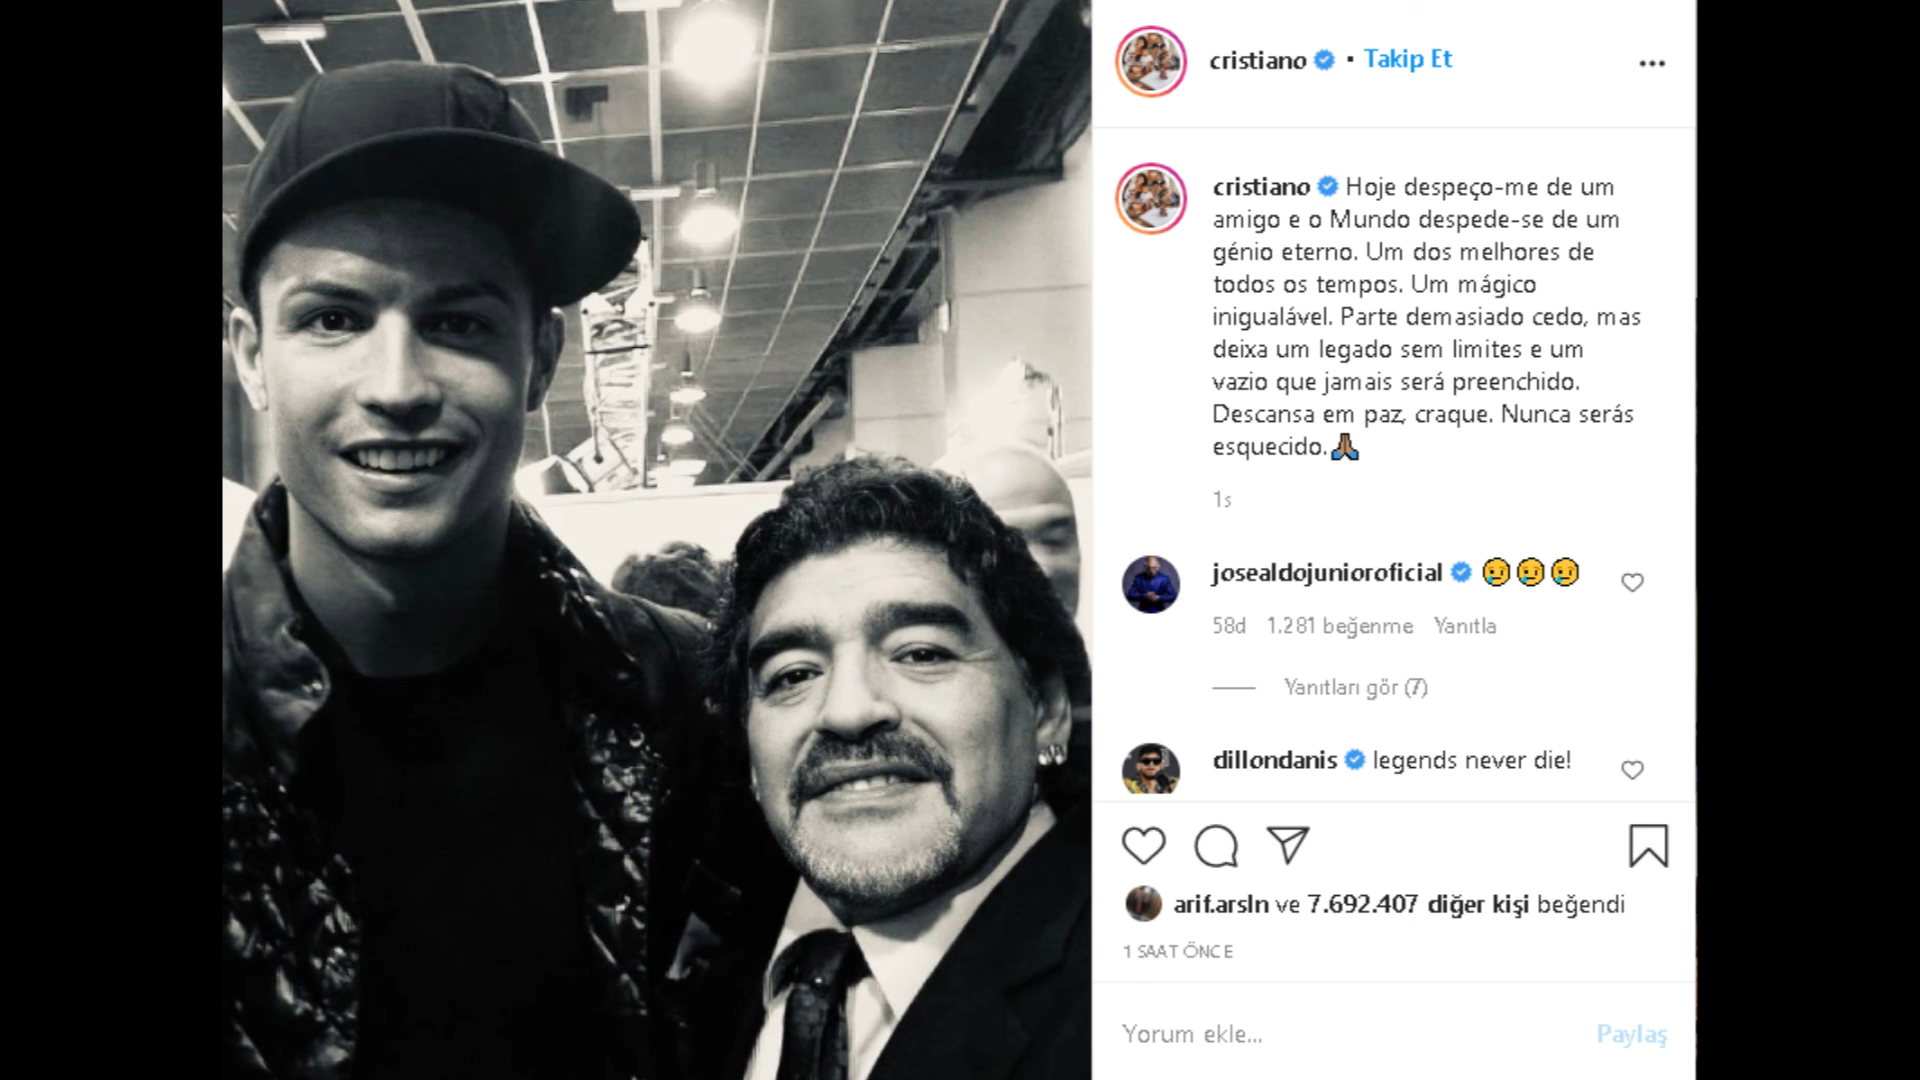 cristiano • Takip Et
cristiano Hoje despeço-me de um
amigo e o Mundo despede-se de um
génio eterno. Um dos melhores de
todos os tempos. Um mágico
inigualável. Parte demasiado cedo, mas
deixa um legado sem limites e um
vazio que jamais será preenchido.
Descansa em paz, craque. Nunca serás
esquecido.🙏🏾
1s
josealdojunioroficial 😥😥😥
58d 1.281 beğenme Yanıtla
Yanıtları gör (7)
dillondanis legends never die!
arif.arsln ve 7.692.407 diğer kişi beğendi
1 SAAT ÖNCE
Yorum ekle... Paylaş